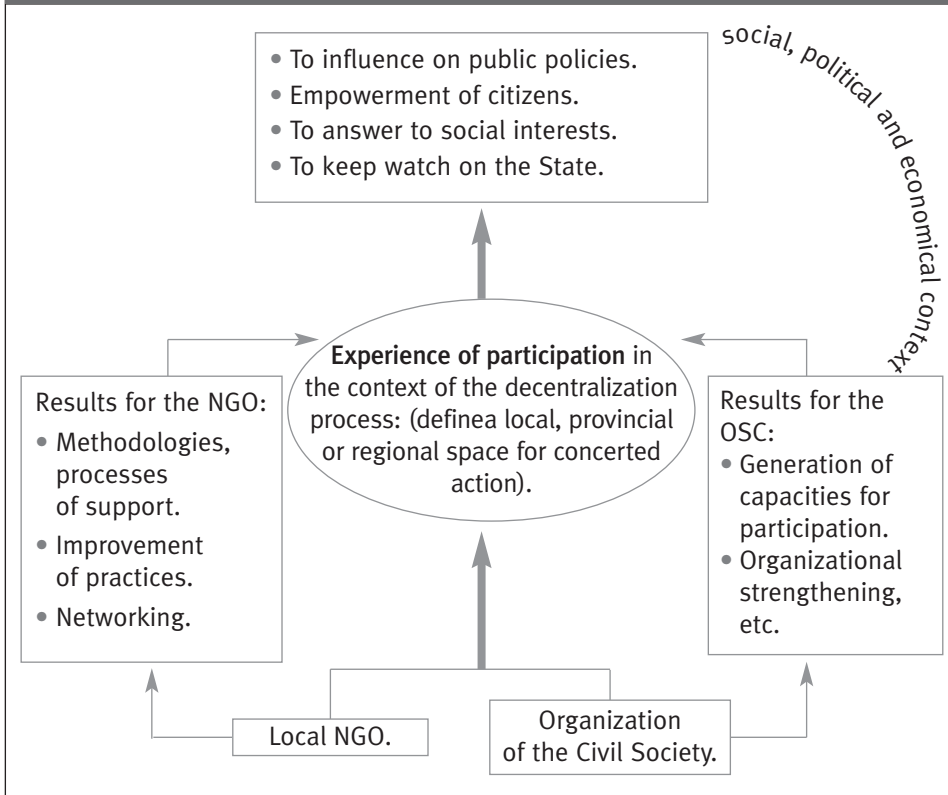 • To influence on public policies.
• Empowerment of citizens.
• To answer to social interests.
• To keep watch on the State.
social, political and economical context
Experience of participation in
the context of the decentralization
process: (definea local, provincial
or regional space for concerted
action).
Results for the NGO:
• Methodologies,
processes
of support.
• Improvement
of practices.
• Networking.
Results for the
OSC:
• Generation of
capacities for
participation.
• Organizational
strengthening,
etc.
Local NGO.
Organization
of the Civil Society.